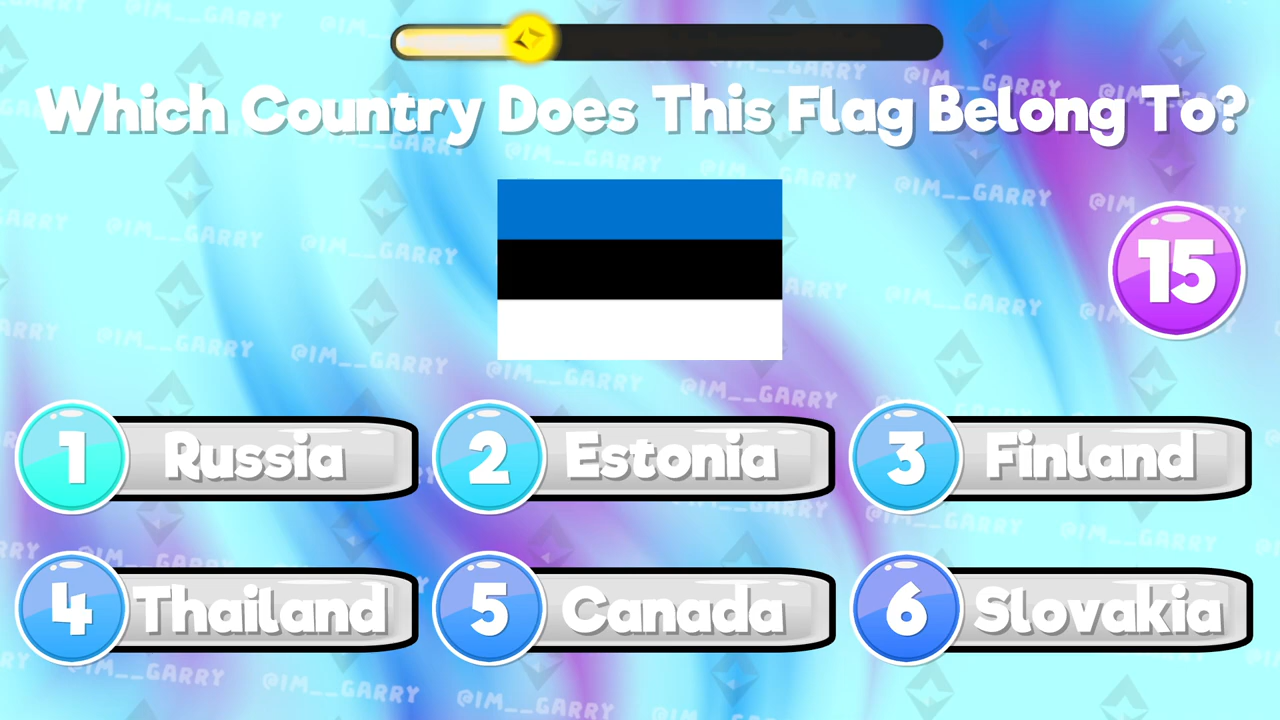 Which Country Does This Flag Belong To?
15
1 Russia
2 Estonia
3 Finland
4 Thailand
5 Canada
6 Slovakia
@IM__GARRY